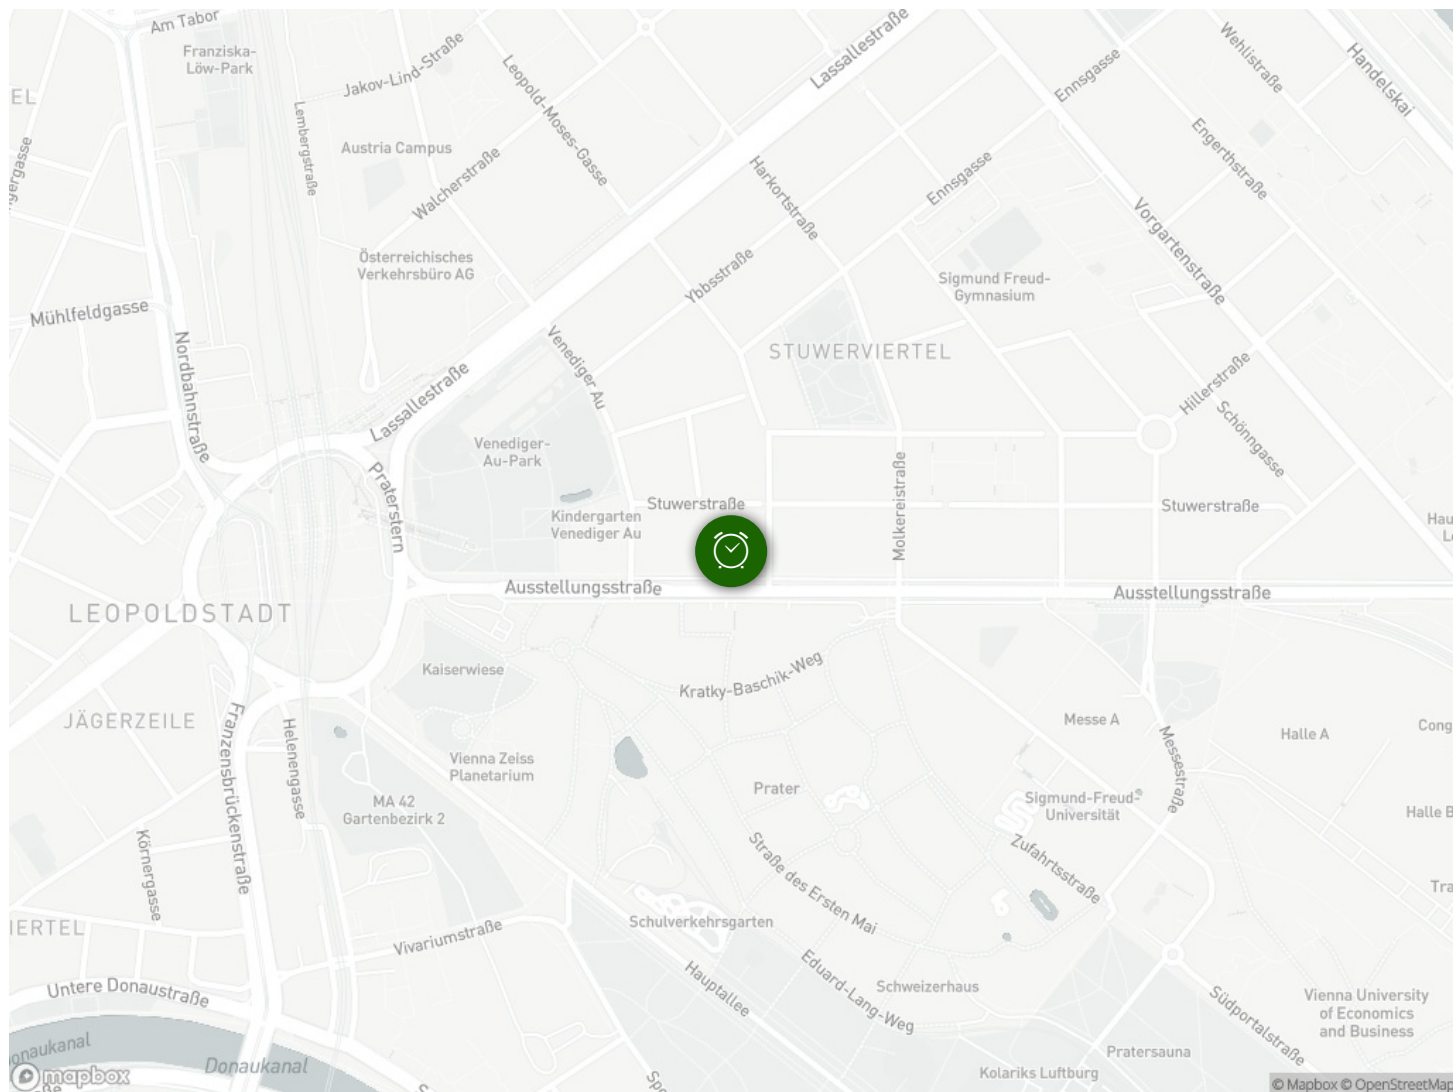 Am Tabor
Franziska-
Löw-Park
Jakov-Lind-Straße
Leopold-Moses-Gasse
Lassallestraße
Ennsgasse
Wehlistraße
Handelskai
Lembergstraße
Austria Campus
Walcherstraße
Harkortstraße
Ennsgasse
Engerthstraße
Vorgartenstraße
Österreichisches
Verkehrsbüro AG
Ybbsstraße
Sigmund Freud-
Gymnasium
Mühlfeldgasse
Nordbahnstraße
Venediger Au
STUWERVIERTEL
Hillerstraße
Lassallestraße
Schönngasse
Venediger-
Au-Park
Praterstern
Molkereistraße
Stuwerstraße
Stuwerstraße
Kindergarten
Venediger Au
Ausstellungsstraße
Ausstellungsstraße
LEOPOLDSTADT
Kaiserwiese
Kratky-Baschik-Weg
JÄGERZEILE
Franzensbrückenstraße
Helenengasse
Messe A
Halle A
Messestraße
Vienna Zeiss
Planetarium
Prater
MA 42
Gartenbezirk 2
Sigmund-Freud-
Universität
Halle B
Körnergasse
Straße des Ersten Mai
Zufahrtsstraße
Schulverkehrsgarten
IERTEL
Vivariumstraße
Hauptallee
Eduard-Lang-Weg
Schweizerhaus
Untere Donaustraße
Südportalstraße
Vienna University
of Economics
and Business
Donaukanal
Pratersauna
Kolariks Luftburg
mapbox
© Mapbox © OpenStreetMap